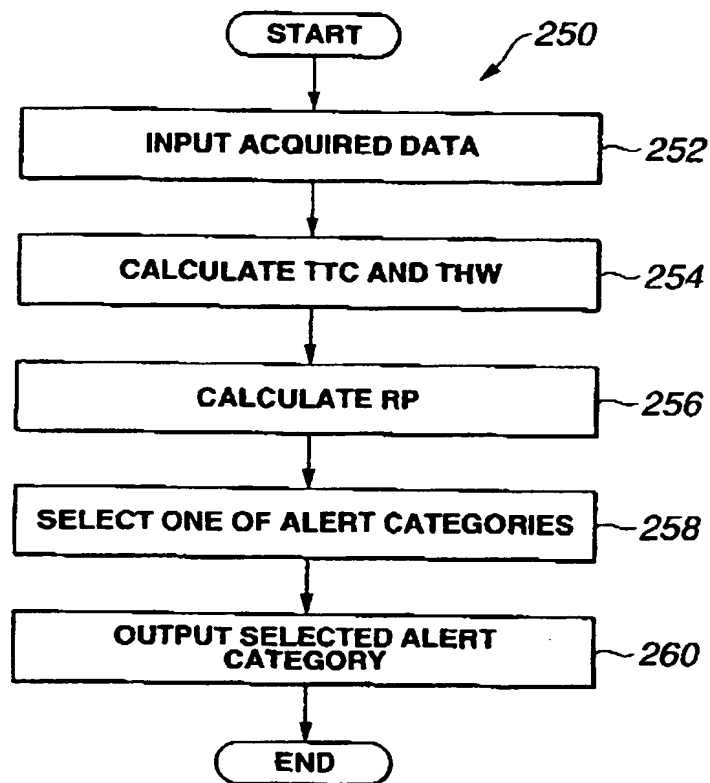 START
250
INPUT ACQUIRED DATA
252
CALCULATE TTC AND THW
254
CALCULATE RP
256
SELECT ONE OF ALERT CATEGORIES
258
OUTPUT SELECTED ALERT
CATEGORY
260
END